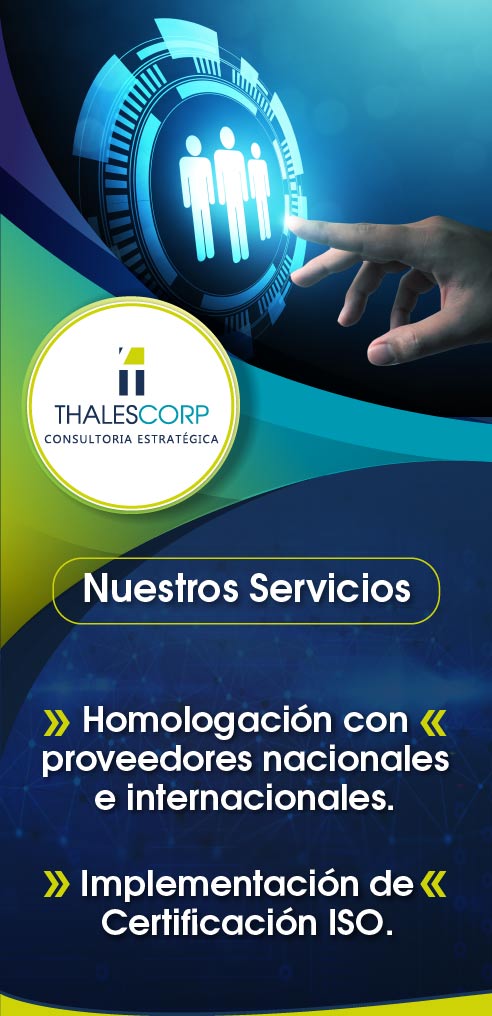 THALESCORP
CONSULTORIA ESTRATÉGICA
Nuestros Servicios
» Homologación con «
proveedores nacionales
e internacionales.
» Implementación de «
Certificación ISO.